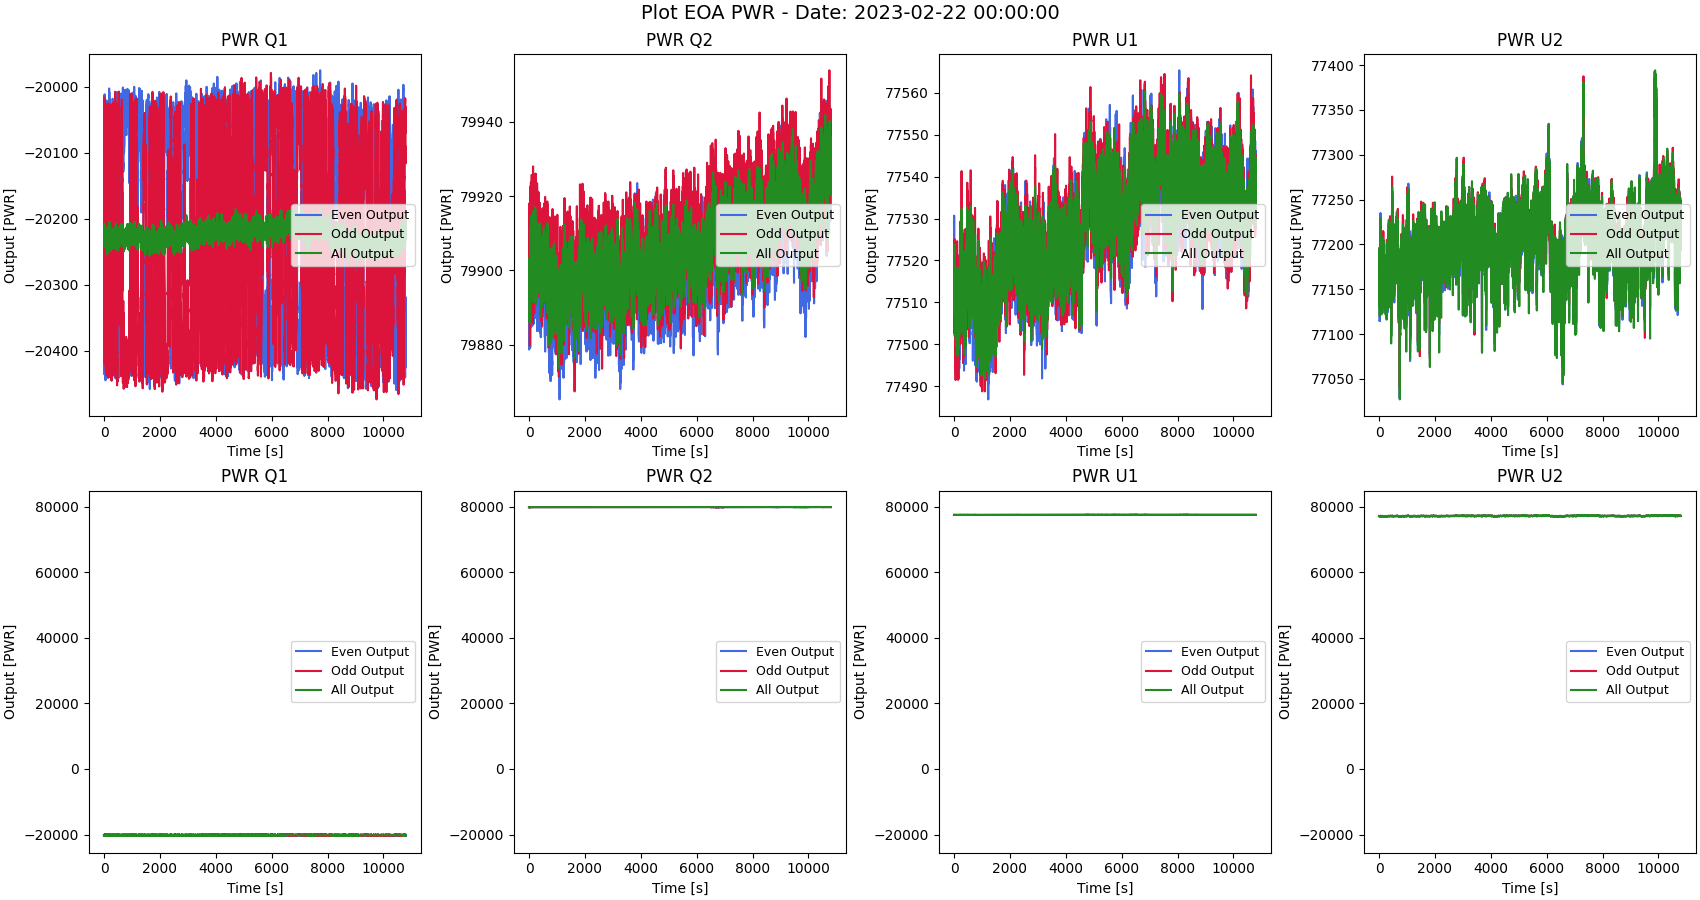 Plot EOA PWR - Date: 2023-02-22 00:00:00
PWR Q1
−20000
−20100
−20200
−20300
−20400
Output [PWR]
Even Output
Odd Output
All Output
0 2000 4000 6000 8000 10000
Time [s]
PWR Q2
79940
79920
79900
79880
Output [PWR]
Even Output
Odd Output
All Output
0 2000 4000 6000 8000 10000
Time [s]
PWR U1
77560
77550
77540
77530
77520
77510
77500
77490
Output [PWR]
Even Output
Odd Output
All Output
0 2000 4000 6000 8000 10000
Time [s]
PWR U2
77400
77350
77300
77250
77200
77150
77100
77050
Output [PWR]
Even Output
Odd Output
All Output
0 2000 4000 6000 8000 10000
Time [s]
PWR Q1
80000
60000
40000
20000
0
−20000
Output [PWR]
Even Output
Odd Output
All Output
0 2000 4000 6000 8000 10000
Time [s]
PWR Q2
80000
60000
40000
20000
0
−20000
Output [PWR]
Even Output
Odd Output
All Output
0 2000 4000 6000 8000 10000
Time [s]
PWR U1
80000
60000
40000
20000
0
−20000
Output [PWR]
Even Output
Odd Output
All Output
0 2000 4000 6000 8000 10000
Time [s]
PWR U2
80000
60000
40000
20000
0
−20000
Output [PWR]
Even Output
Odd Output
All Output
0 2000 4000 6000 8000 10000
Time [s]